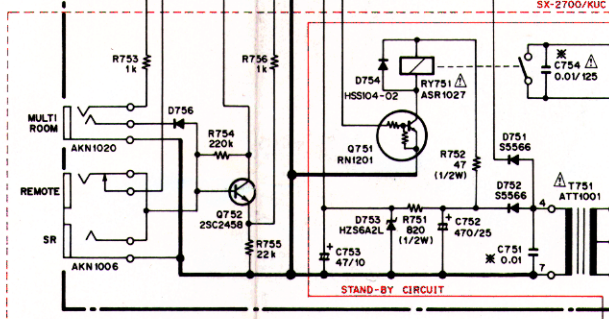 SX-2700/KUC
R753
1k
R756
1k
D754
HSS104-02
RY751
ASR1027
※
C754
0.01/125
D756
MULTI
ROOM
AKN1020
R754
220k
Q751
RN1201
R752
47
(1/2W)
D751
S5566
REMOTE
SR
AKN1006
Q752
2SC2458
R755
22k
C753
47/10
D753
HZS6A2L
R751
820
(1/2W)
C752
470/25
D752
S5566
4
T751
ATT1001
※ C751
0.01
7
STAND-BY CIRCUIT